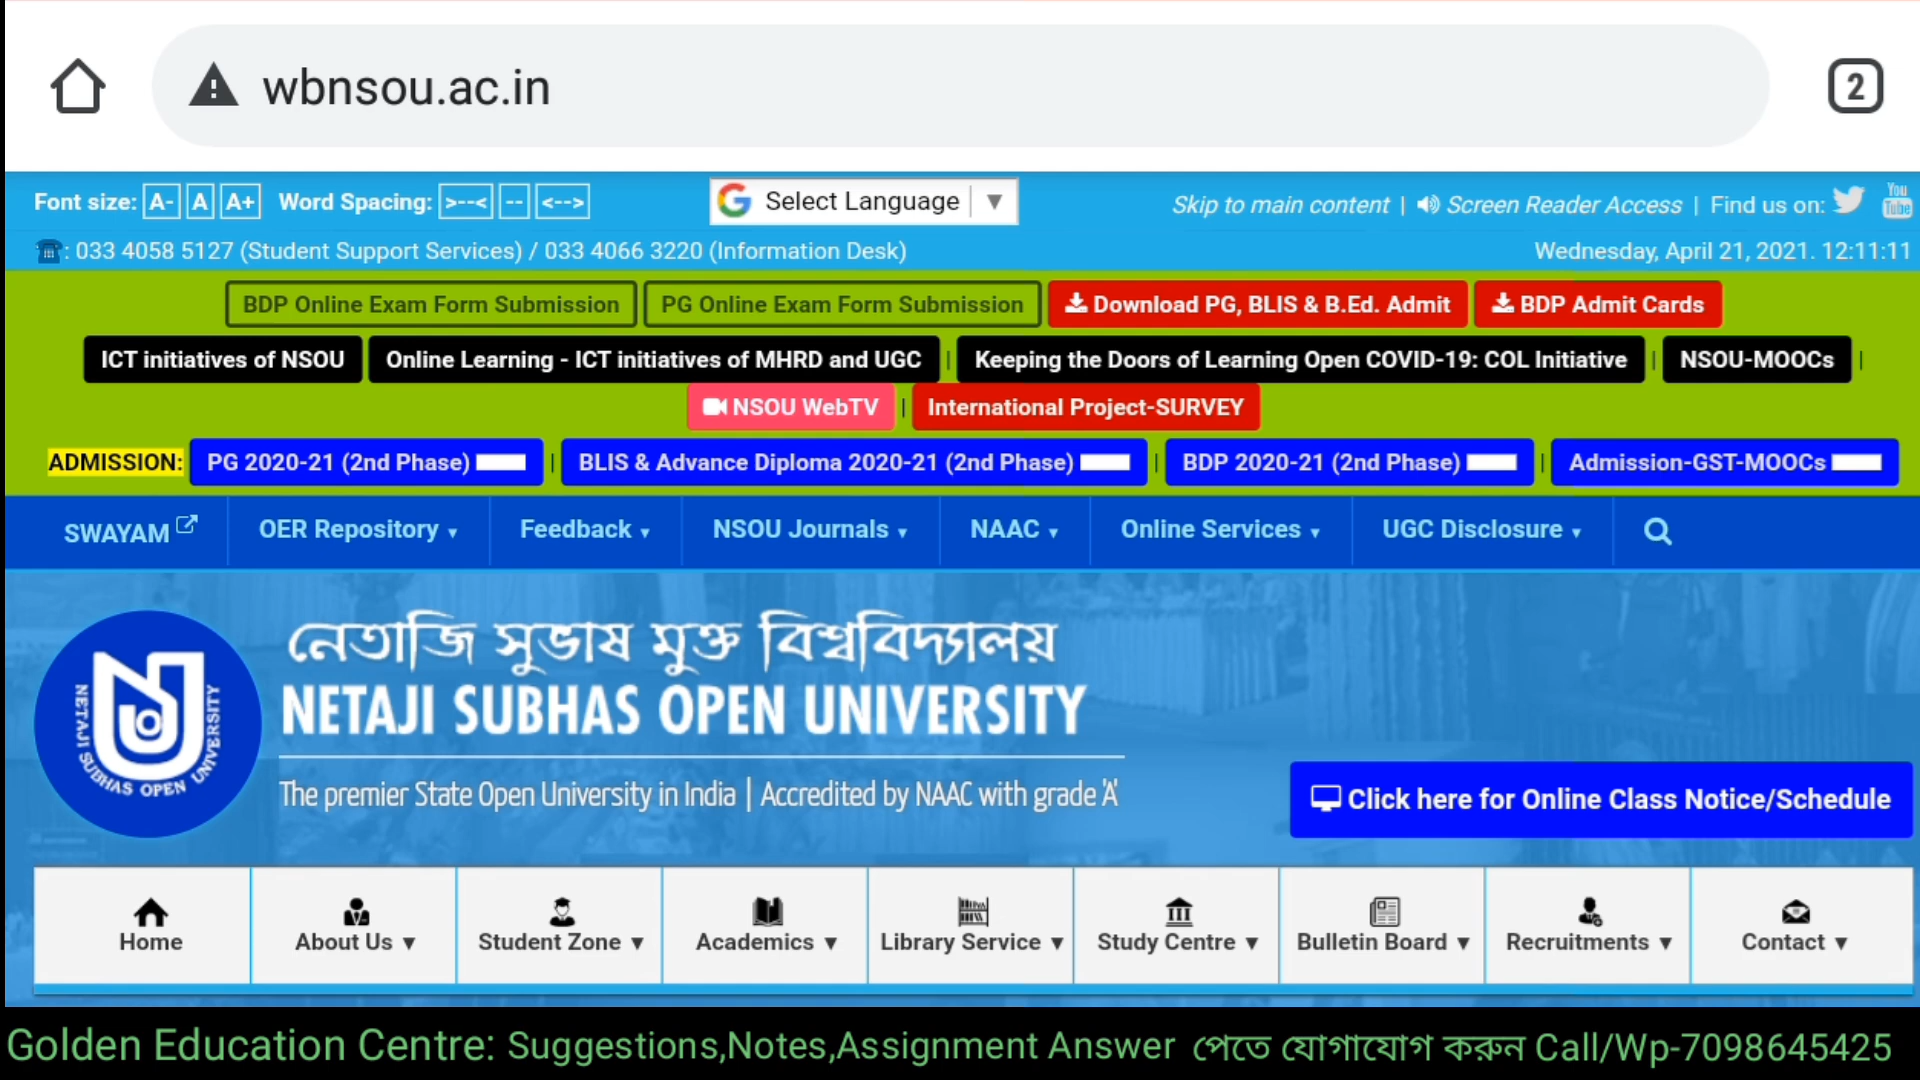 wbnsou.ac.in
2
Font size: A- A A+ Word Spacing: >--< -- <--> Select Language ▼ Skip to main content | Screen Reader Access | Find us on: You Tube
: 033 4058 5127 (Student Support Services) / 033 4066 3220 (Information Desk) Wednesday, April 21, 2021. 12:11:11
BDP Online Exam Form Submission PG Online Exam Form Submission Download PG, BLIS & B.Ed. Admit BDP Admit Cards
ICT initiatives of NSOU Online Learning - ICT initiatives of MHRD and UGC | Keeping the Doors of Learning Open COVID-19: COL Initiative | NSOU-MOOCs |
NSOU WebTV | International Project-SURVEY
ADMISSION: PG 2020-21 (2nd Phase) | BLIS & Advance Diploma 2020-21 (2nd Phase) | BDP 2020-21 (2nd Phase) | Admission-GST-MOOCs
SWAYAM OER Repository ▾ Feedback ▾ NSOU Journals ▾ NAAC ▾ Online Services ▾ UGC Disclosure ▾
নেতাজি সুভাষ মুক্ত বিশ্ববিদ্যালয়
NETAJI SUBHAS OPEN UNIVERSITY
The premier State Open University in India | Accredited by NAAC with grade 'A'
NETAJI SUBHAS OPEN UNIVERSITY
Click here for Online Class Notice/Schedule
Home About Us ▼ Student Zone ▼ Academics ▼ Library Service ▼ Study Centre ▼ Bulletin Board ▼ Recruitments ▼ Contact ▼
Golden Education Centre: Suggestions,Notes,Assignment Answer পেতে যোগাযোগ করুন Call/Wp-7098645425